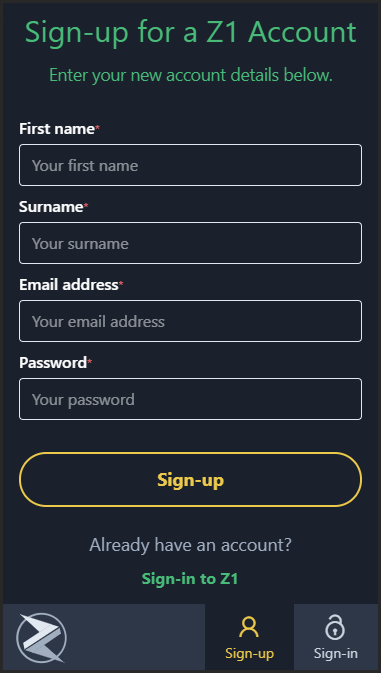 Sign-up for a Z1 Account
Enter your new account details below.
First name*
Your first name
Surname*
Your surname
Email address*
Your email address
Password*
Your password
Sign-up
Already have an account?
Sign-in to Z1
Sign-up
Sign-in